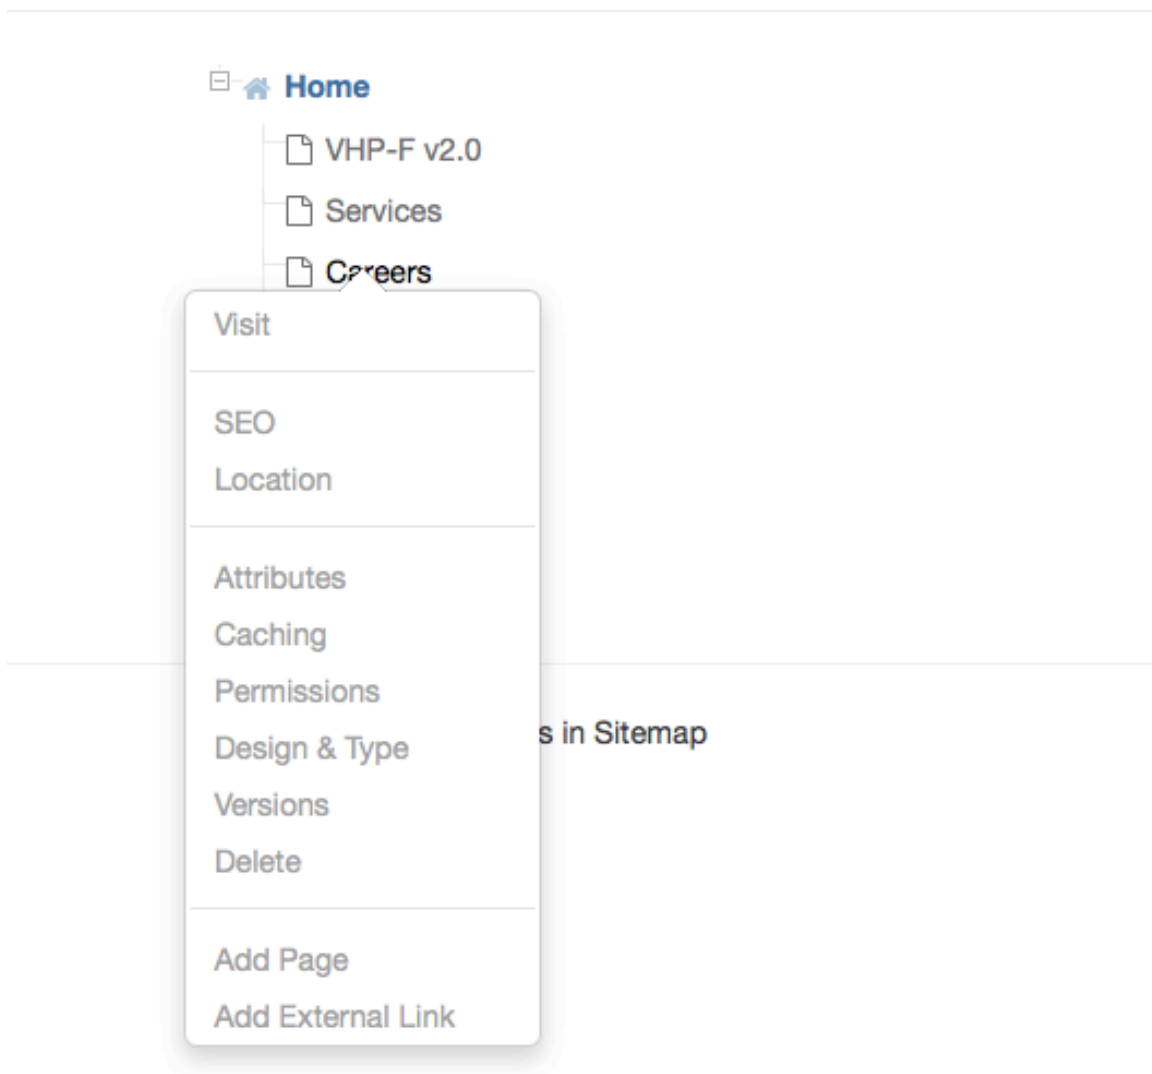 Home
VHP-F v2.0
Services
Careers
Visit
SEO
Location
Attributes
Caching
Permissions
Design & Type
s in Sitemap
Versions
Delete
Add Page
Add External Link